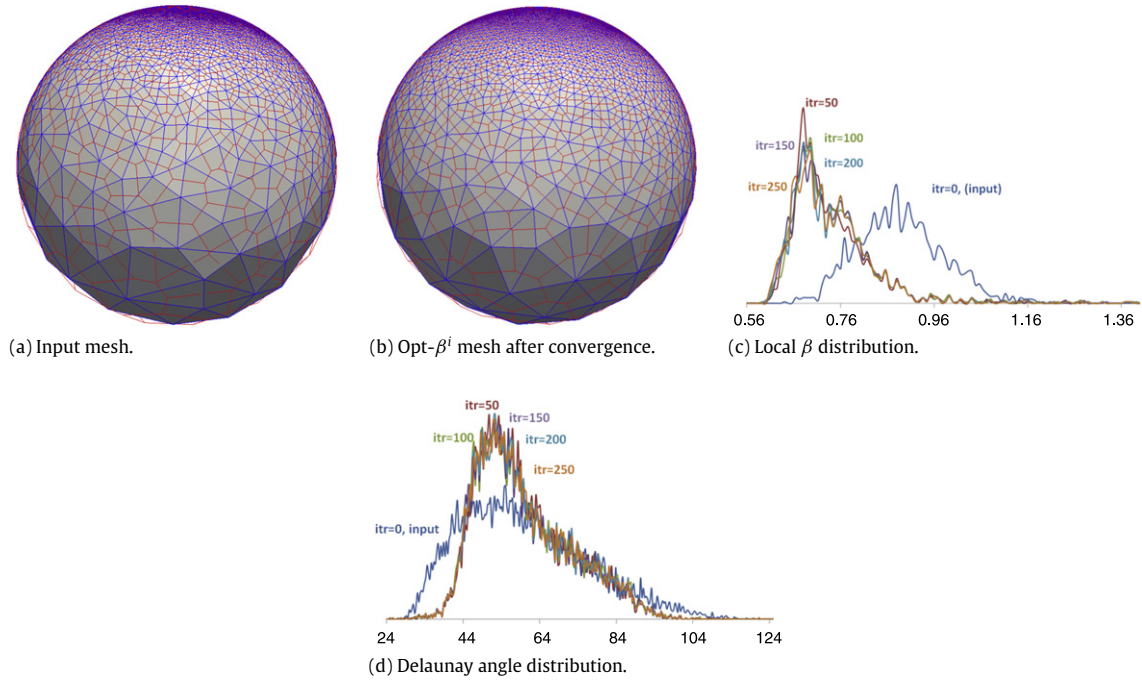 itr=50
itr=150
itr=100
itr=200
itr=250
itr=0, (input)
0.56 0.76 0.96 1.16 1.36
(a) Input mesh.
(b) Opt-βⁱ mesh after convergence.
(c) Local β distribution.
itr=50
itr=150
itr=100
itr=200
itr=250
itr=0, input
24 44 64 84 104 124
(d) Delaunay angle distribution.